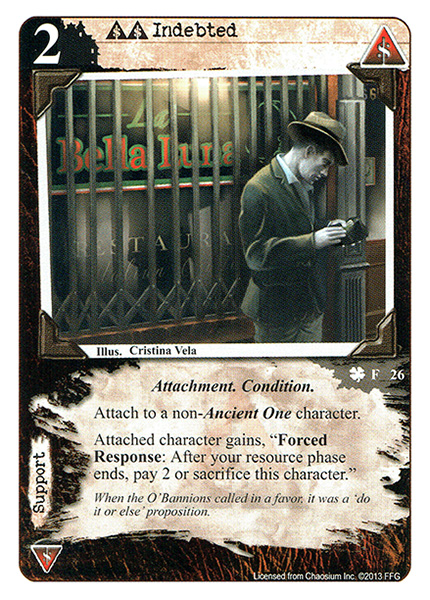 2
Indebted
La
Bella Luna
RESTAURA
Illus. Cristina Vela
F 26
Attachment. Condition.
Attach to a non-Ancient One character.
Attached character gains, “Forced
Response: After your resource phase
ends, pay 2 or sacrifice this character.”
When the O’Bannions called in a favor, it was a ‘do
it or else’ proposition.
Support
Licensed from Chaosium Inc. ©2013 FFG